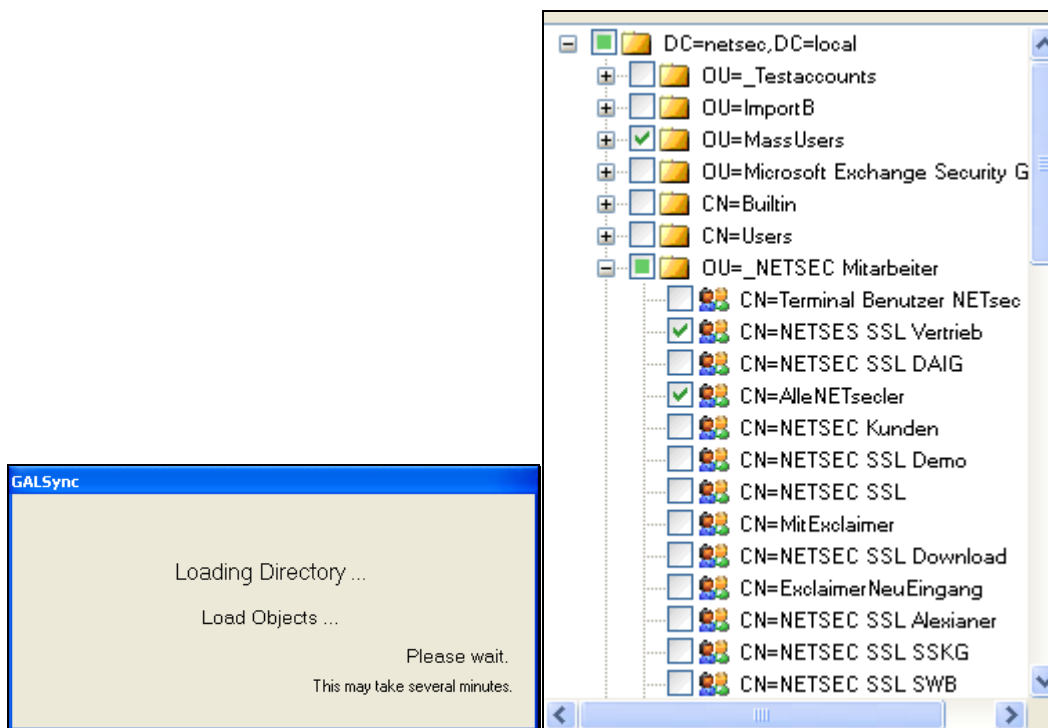 GALSync
Loading Directory ...
Load Objects ...
Please wait.
This may take several minutes.
DC=netsec,DC=local
OU=_Testaccounts
OU=ImportB
OU=MassUsers
OU=Microsoft Exchange Security G
CN=Builtin
CN=Users
OU=_NETSEC Mitarbeiter
CN=Terminal Benutzer NETsec
CN=NETSES SSL Vertrieb
CN=NETSEC SSL DAIG
CN=AlleNETsecler
CN=NETSEC Kunden
CN=NETSEC SSL Demo
CN=NETSEC SSL
CN=MitExclaimer
CN=NETSEC SSL Download
CN=ExclaimerNeuEingang
CN=NETSEC SSL Alexianer
CN=NETSEC SSL SSKG
CN=NETSEC SSL SWB